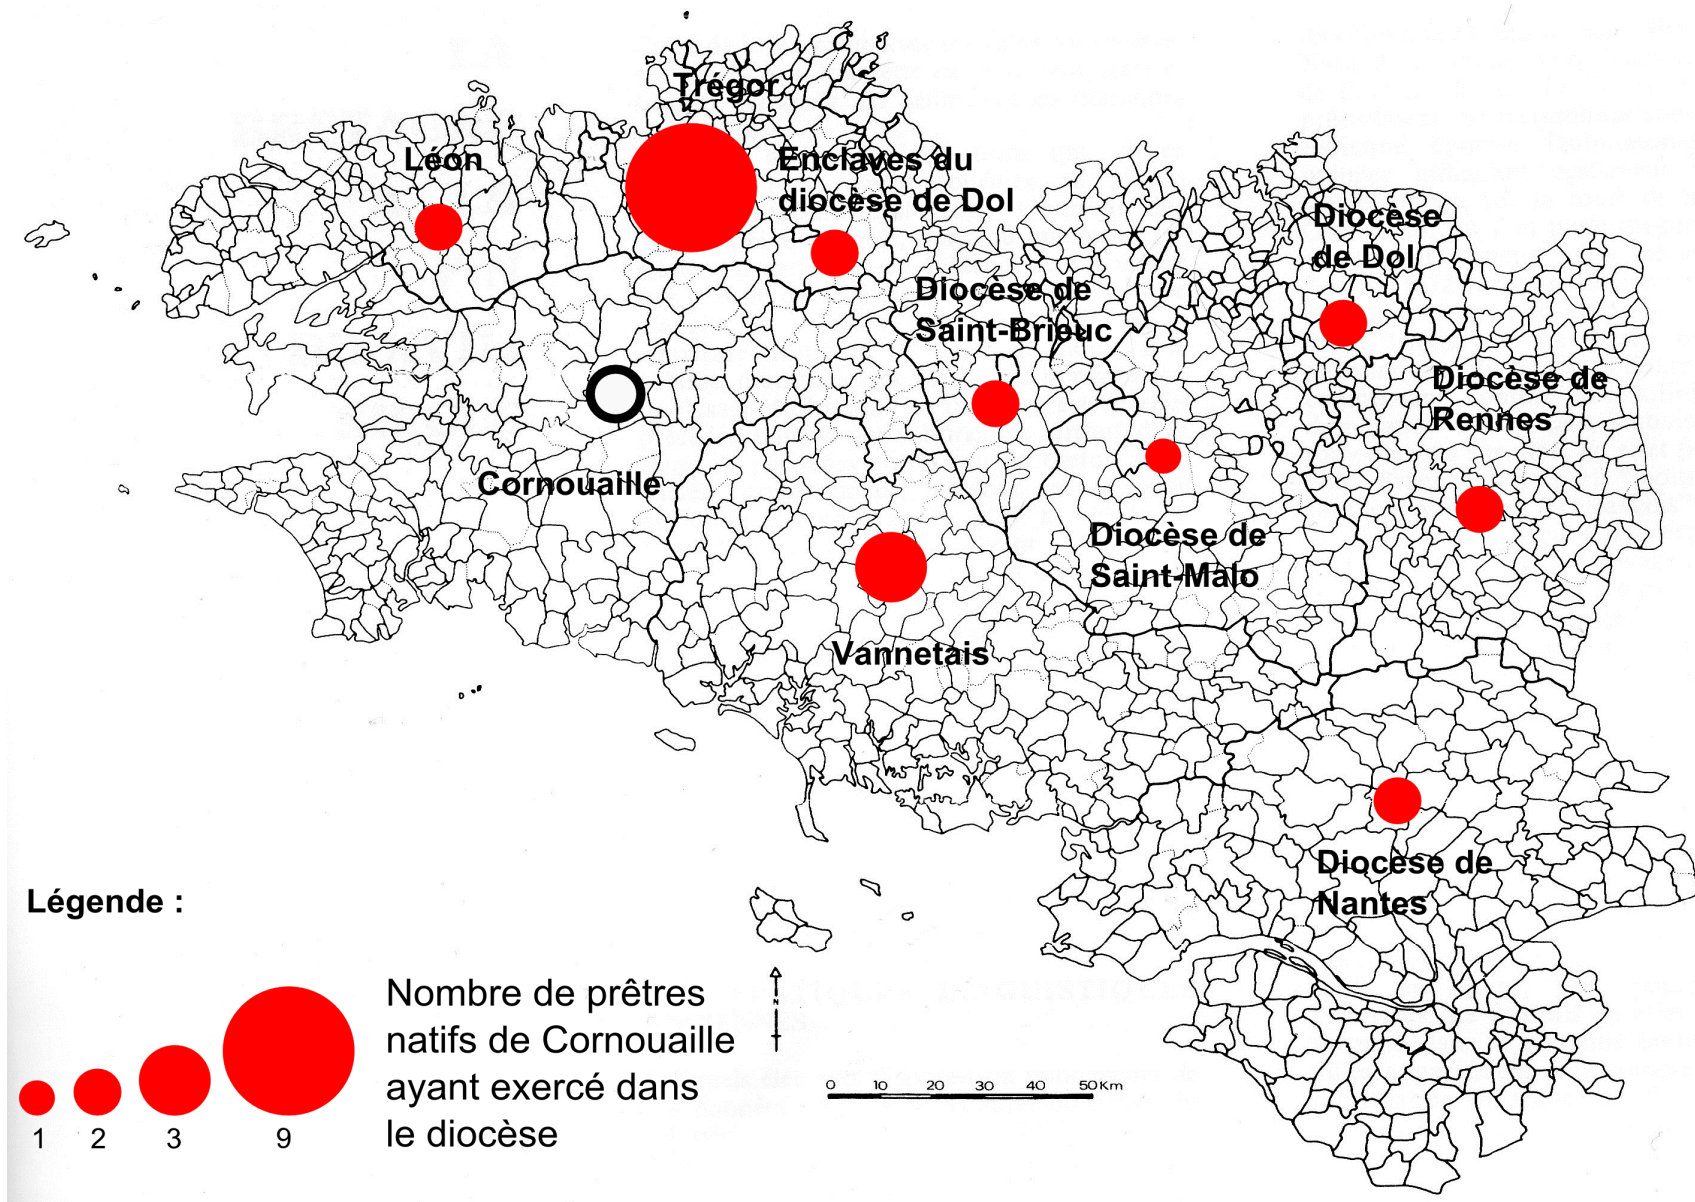 Trégor
Léon
Enclaves du
diocèse de Dol
Diocèse
de Dol
Diocèse de
Saint-Brieuc
Diocèse de
Rennes
Cornouaille
Diocèse de
Saint-Malo
Vannetais
Diocèse de
Nantes
Légende :
Nombre de prêtres
natifs de Cornouaille
ayant exercé dans
le diocèse
1 2 3 9
N
0 10 20 30 40 50 Km